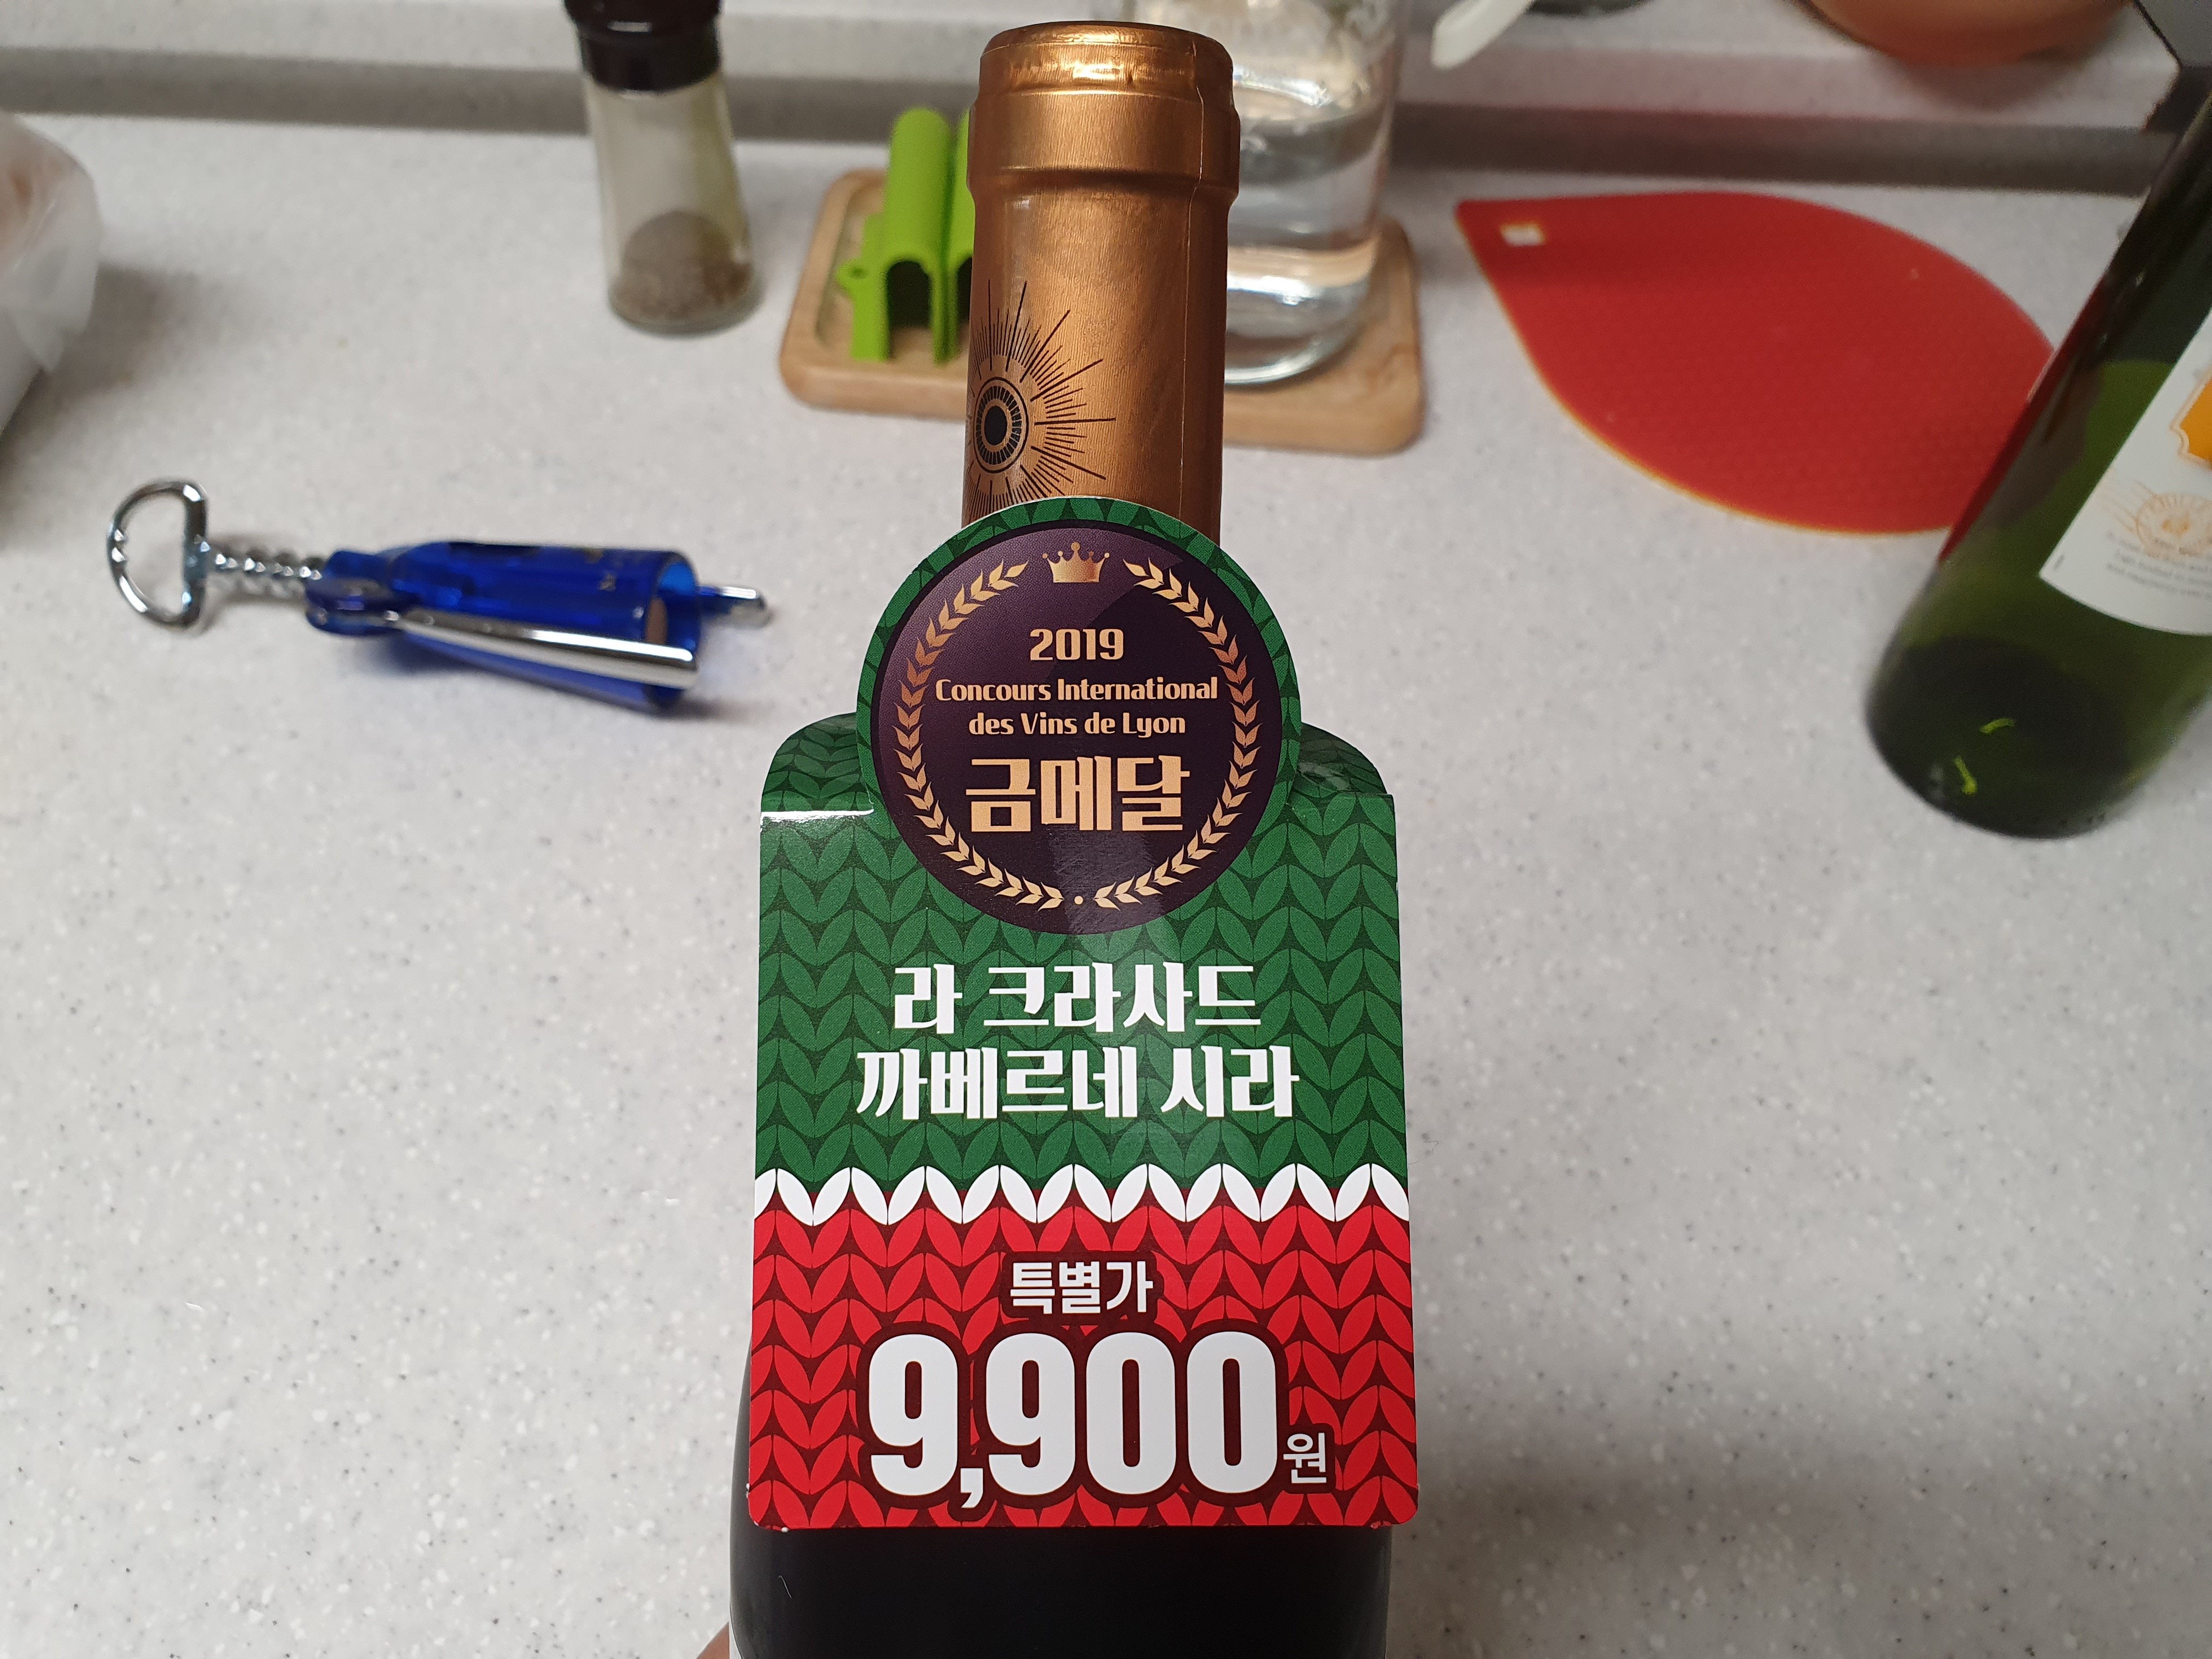 2019
Concours International
des Vins de Lyon
금메달
라 크라사드
까베르네 시라
특별가
9,900원